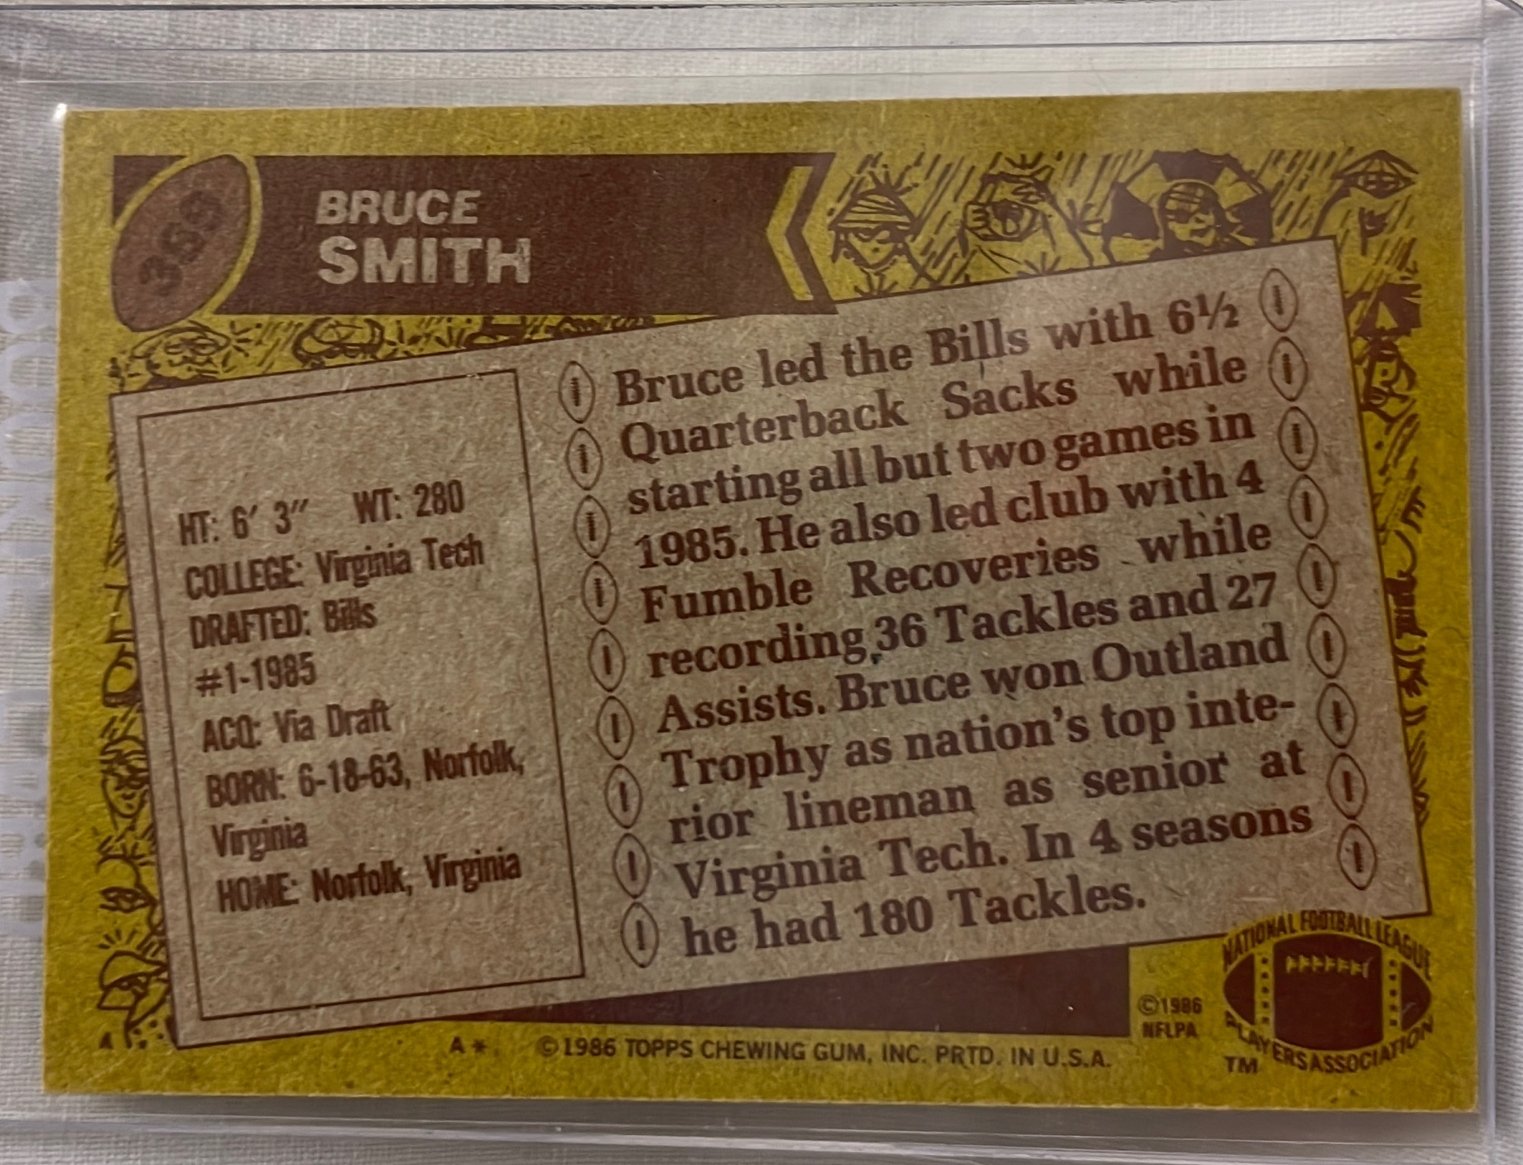 389
BRUCE
SMITH
HT: 6' 3" WT: 280
COLLEGE: Virginia Tech
DRAFTED: Bills
#1-1985
ACQ: Via Draft
BORN: 6-18-63, Norfolk,
Virginia
HOME: Norfolk, Virginia
Bruce led the Bills with 6½
Quarterback Sacks while
starting all but two games in
1985. He also led club with 4
Fumble Recoveries while
recording 36 Tackles and 27
Assists. Bruce won Outland
Trophy as nation's top inte-
rior lineman as senior at
Virginia Tech. In 4 seasons
he had 180 Tackles.
A* ©1986 TOPPS CHEWING GUM, INC. PRTD. IN U.S.A.
©1986
NFLPA
NATIONAL FOOTBALL LEAGUE
PLAYERS ASSOCIATION
TM